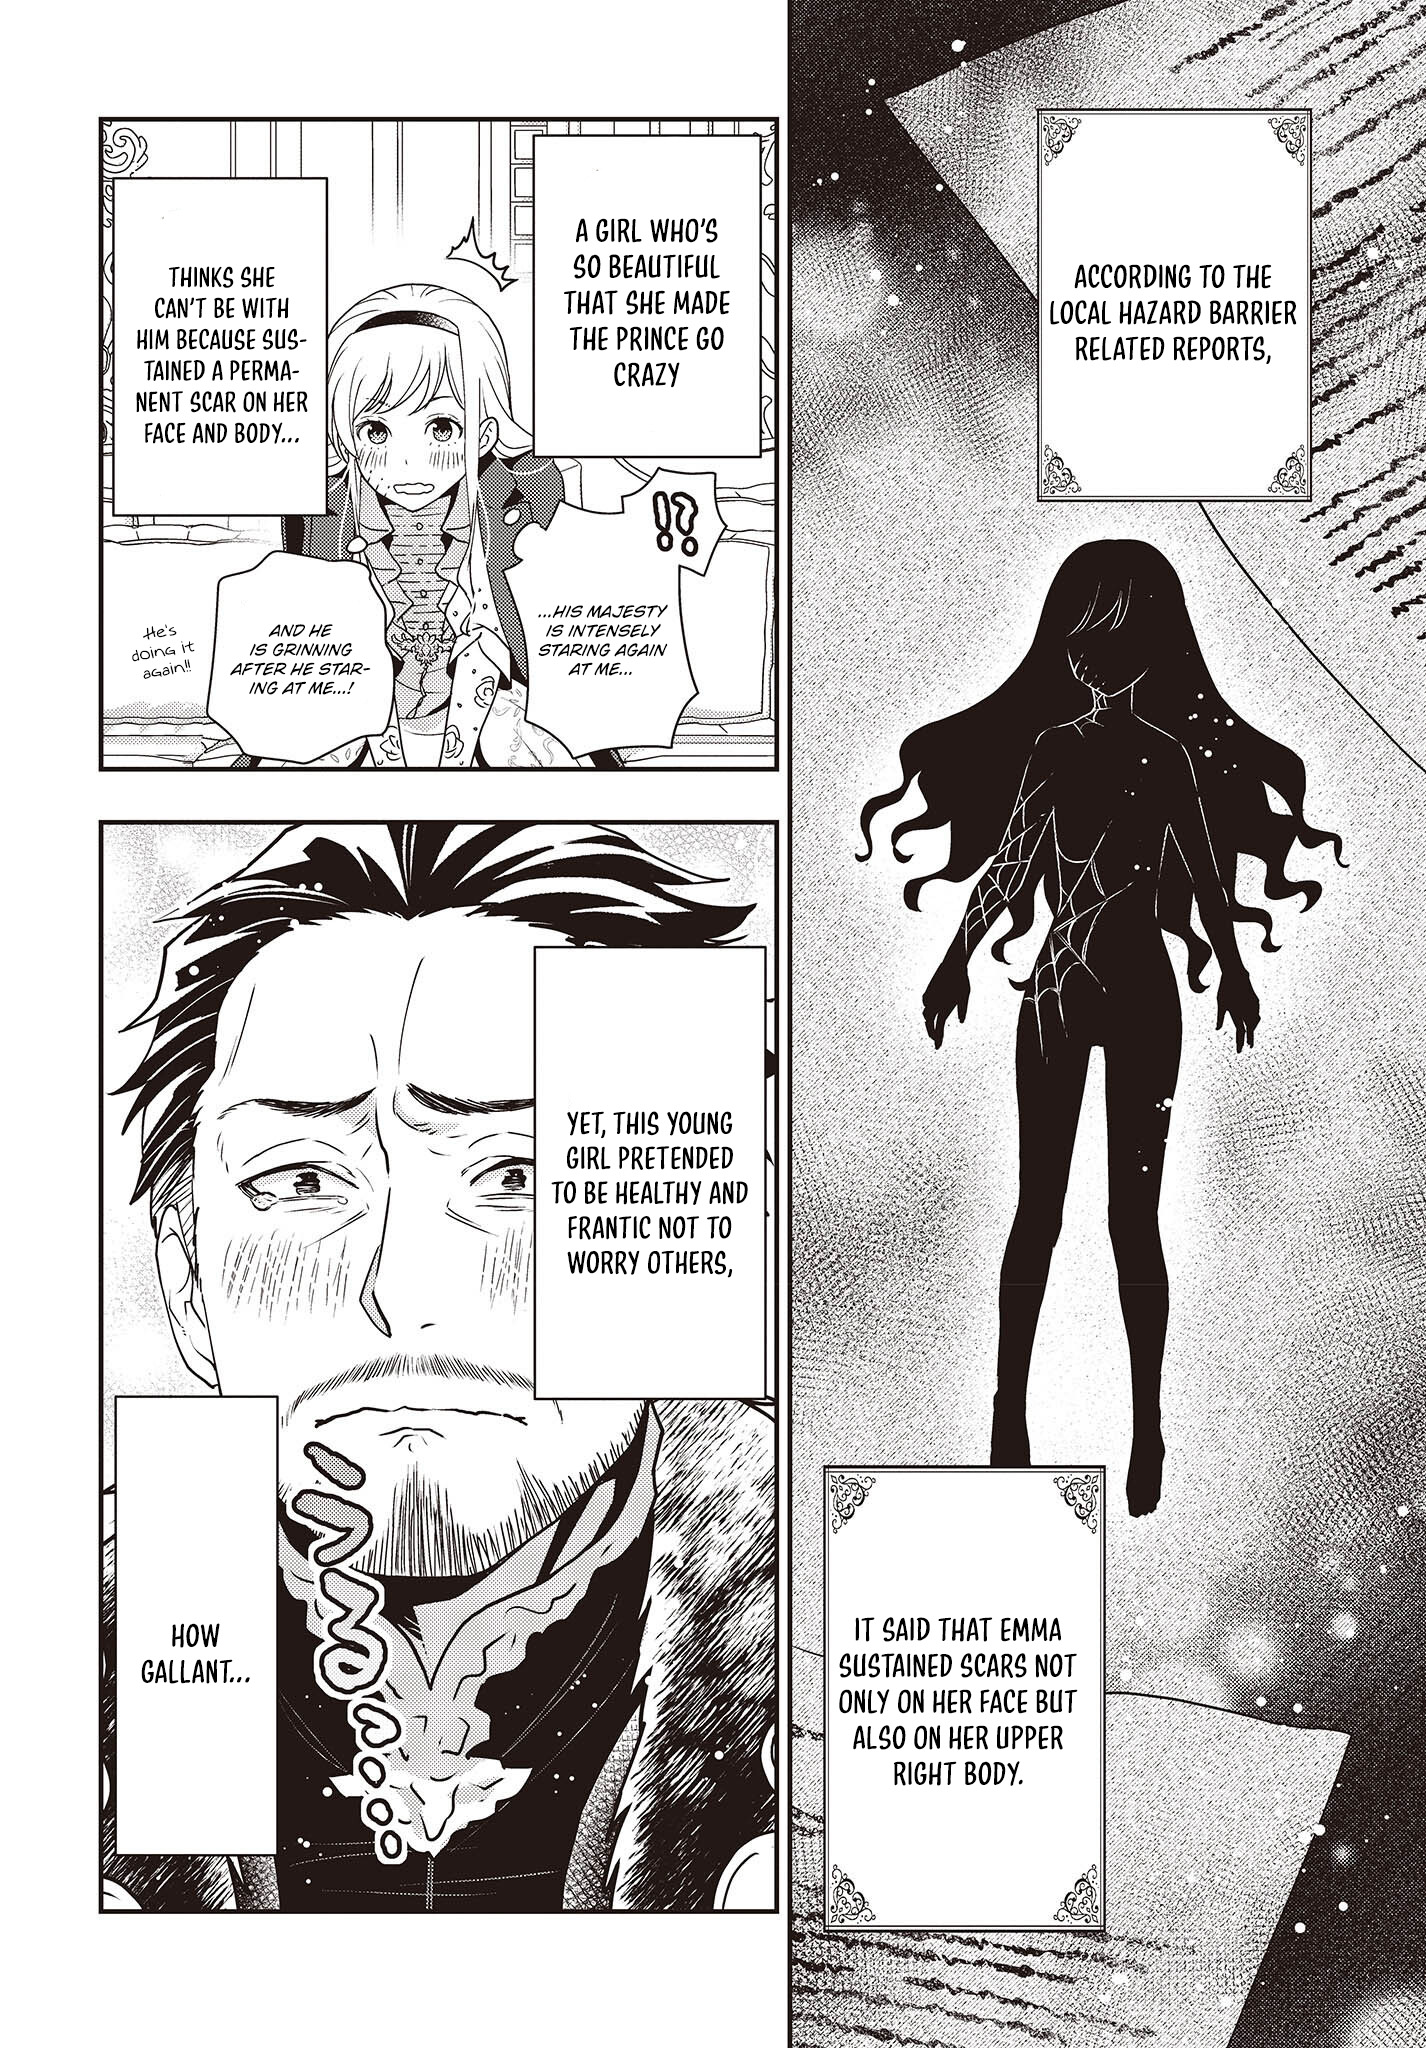 ACCORDING TO THE
LOCAL HAZARD BARRIER
RELATED REPORTS,
IT SAID THAT EMMA
SUSTAINED SCARS NOT
ONLY ON HER FACE BUT
ALSO ON HER UPPER
RIGHT BODY.
A GIRL WHO'S
SO BEAUTIFUL
THAT SHE MADE
THE PRINCE GO
CRAZY
THINKS SHE
CAN'T BE WITH
HIM BECAUSE SUS-
TAINED A PERMA-
NENT SCAR ON HER
FACE AND BODY...
!?
...HIS MAJESTY
IS INTENSELY
STARING AGAIN
AT ME...
AND HE
IS GRINNING
AFTER HE STAR-
ING AT ME...!
He's
doing it
again!!
YET, THIS YOUNG
GIRL PRETENDED
TO BE HEALTHY AND
FRANTIC NOT TO
WORRY OTHERS,
HOW
GALLANT...
うるっ……